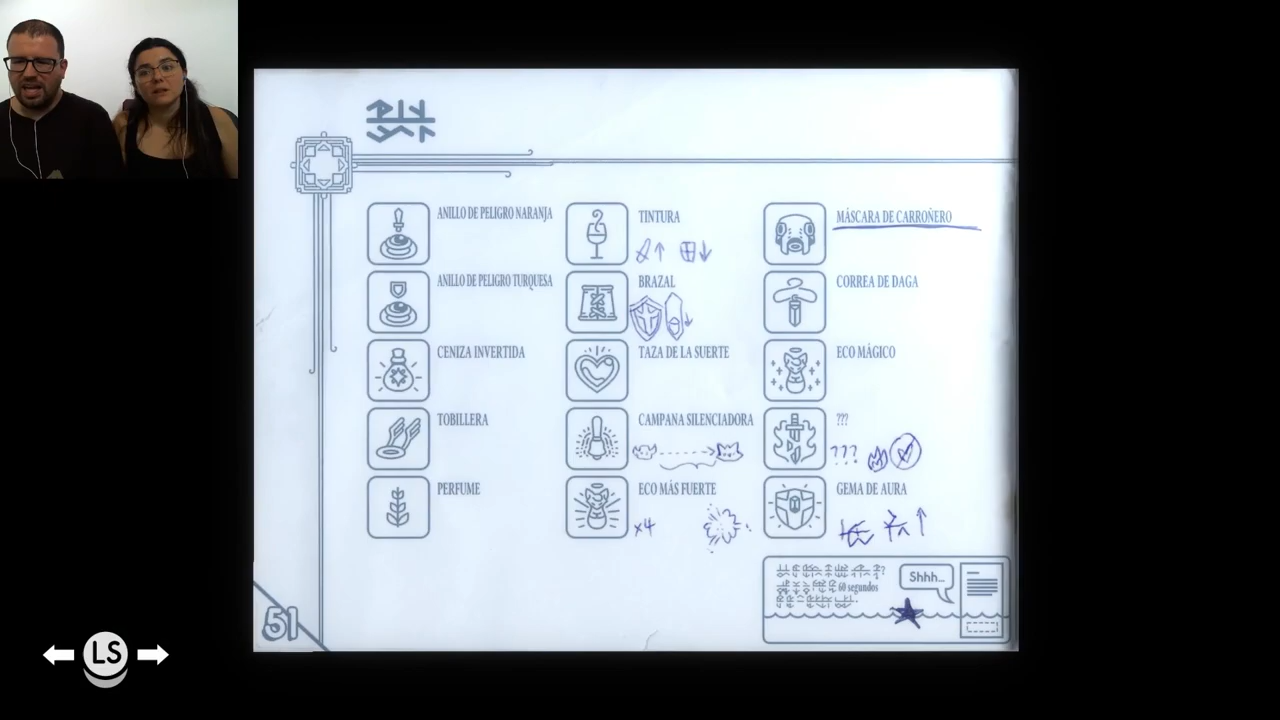 ANILLO DE PELIGRO NARANJA
ANILLO DE PELIGRO TURQUESA
CENIZA INVERTIDA
TOBILLERA
PERFUME
TINTURA
BRAZAL
TAZA DE LA SUERTE
CAMPANA SILENCIADORA
ECO MÁS FUERTE
x4
MÁSCARA DE CARROÑERO
CORREA DE DAGA
ECO MÁGICO
???
???
GEMA DE AURA
60 segundos
Shhh...
51
LS